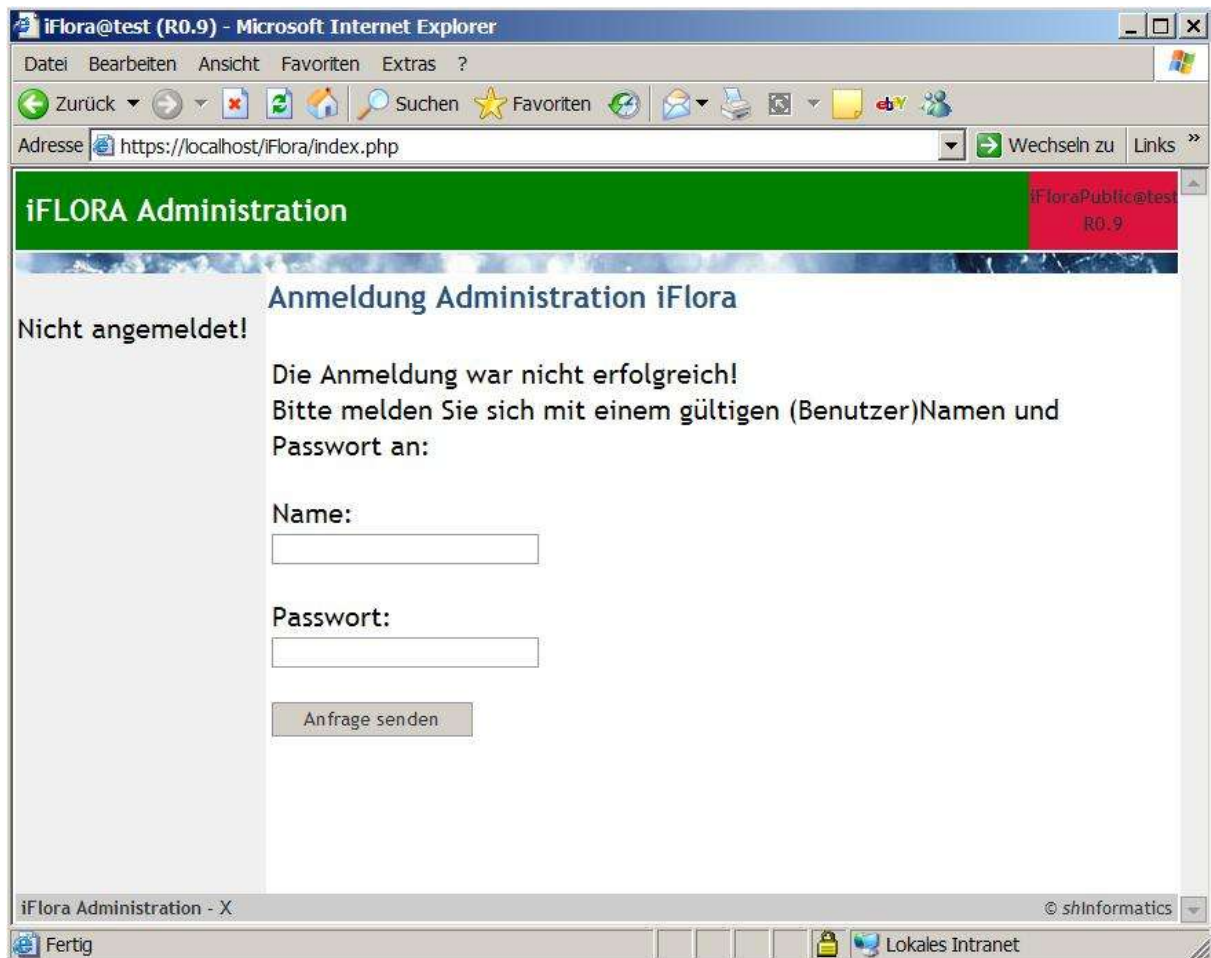 iFlora@test (R0.9) - Microsoft Internet Explorer
Datei Bearbeiten Ansicht Favoriten Extras ?
Zurück Suchen Favoriten ebY
Adresse https://localhost/iFlora/index.php Wechseln zu Links »
iFLORA Administration
iFloraPublic@test
R0.9
Nicht angemeldet!
Anmeldung Administration iFlora
Die Anmeldung war nicht erfolgreich!
Bitte melden Sie sich mit einem gültigen (Benutzer)Namen und
Passwort an:
Name:
Passwort:
Anfrage senden
iFlora Administration - X
© shInformatics
Fertig
Lokales Intranet